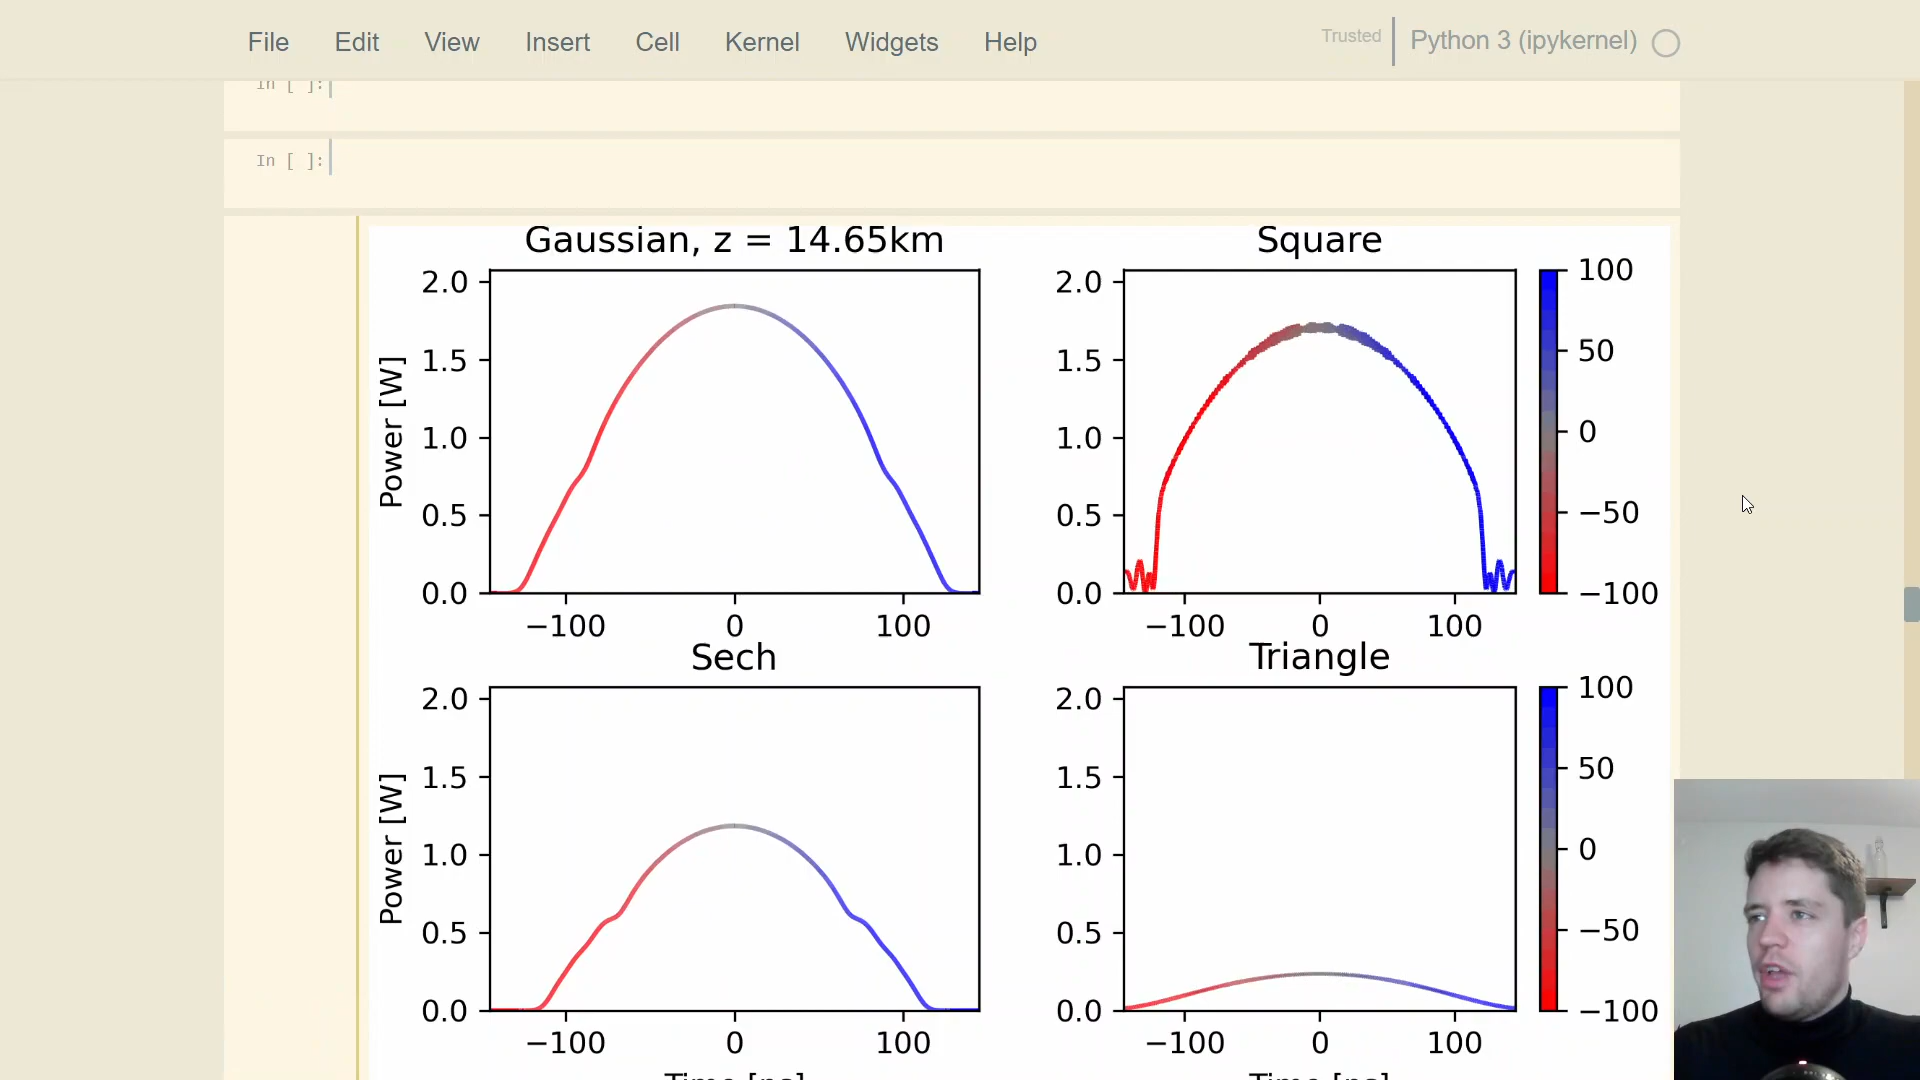 File Edit View Insert Cell Kernel Widgets Help Trusted Python 3 (ipykernel)
In [ ]:
In [ ]:
Gaussian, z = 14.65km
Power [W]
2.0
1.5
1.0
0.5
0.0
−100 0 100
Square
2.0
1.5
1.0
0.5
0.0
−100 0 100
100
50
0
−50
−100
Sech
Power [W]
2.0
1.5
1.0
0.5
0.0
−100 0 100
Triangle
2.0
1.5
1.0
0.5
0.0
−100 0 100
100
50
0
−50
−100